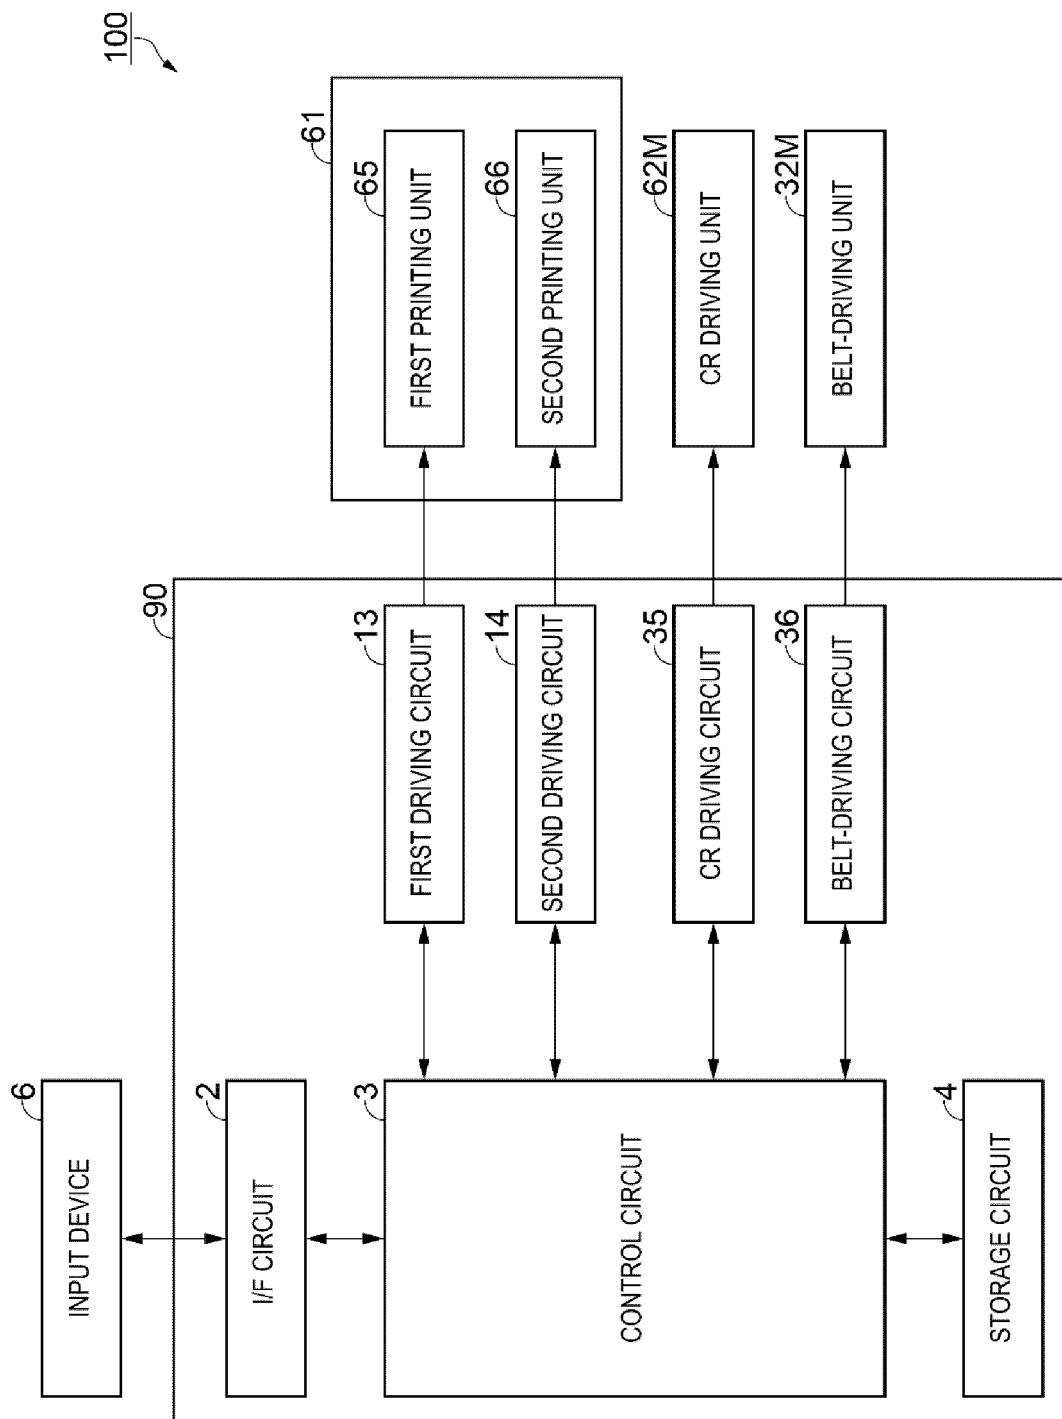 100
6
INPUT DEVICE
90
2
I/F CIRCUIT
3
CONTROL CIRCUIT
4
STORAGE CIRCUIT
13
FIRST DRIVING CIRCUIT
14
SECOND DRIVING CIRCUIT
35
CR DRIVING CIRCUIT
36
BELT-DRIVING CIRCUIT
61
65
FIRST PRINTING UNIT
66
SECOND PRINTING UNIT
62M
CR DRIVING UNIT
32M
BELT-DRIVING UNIT